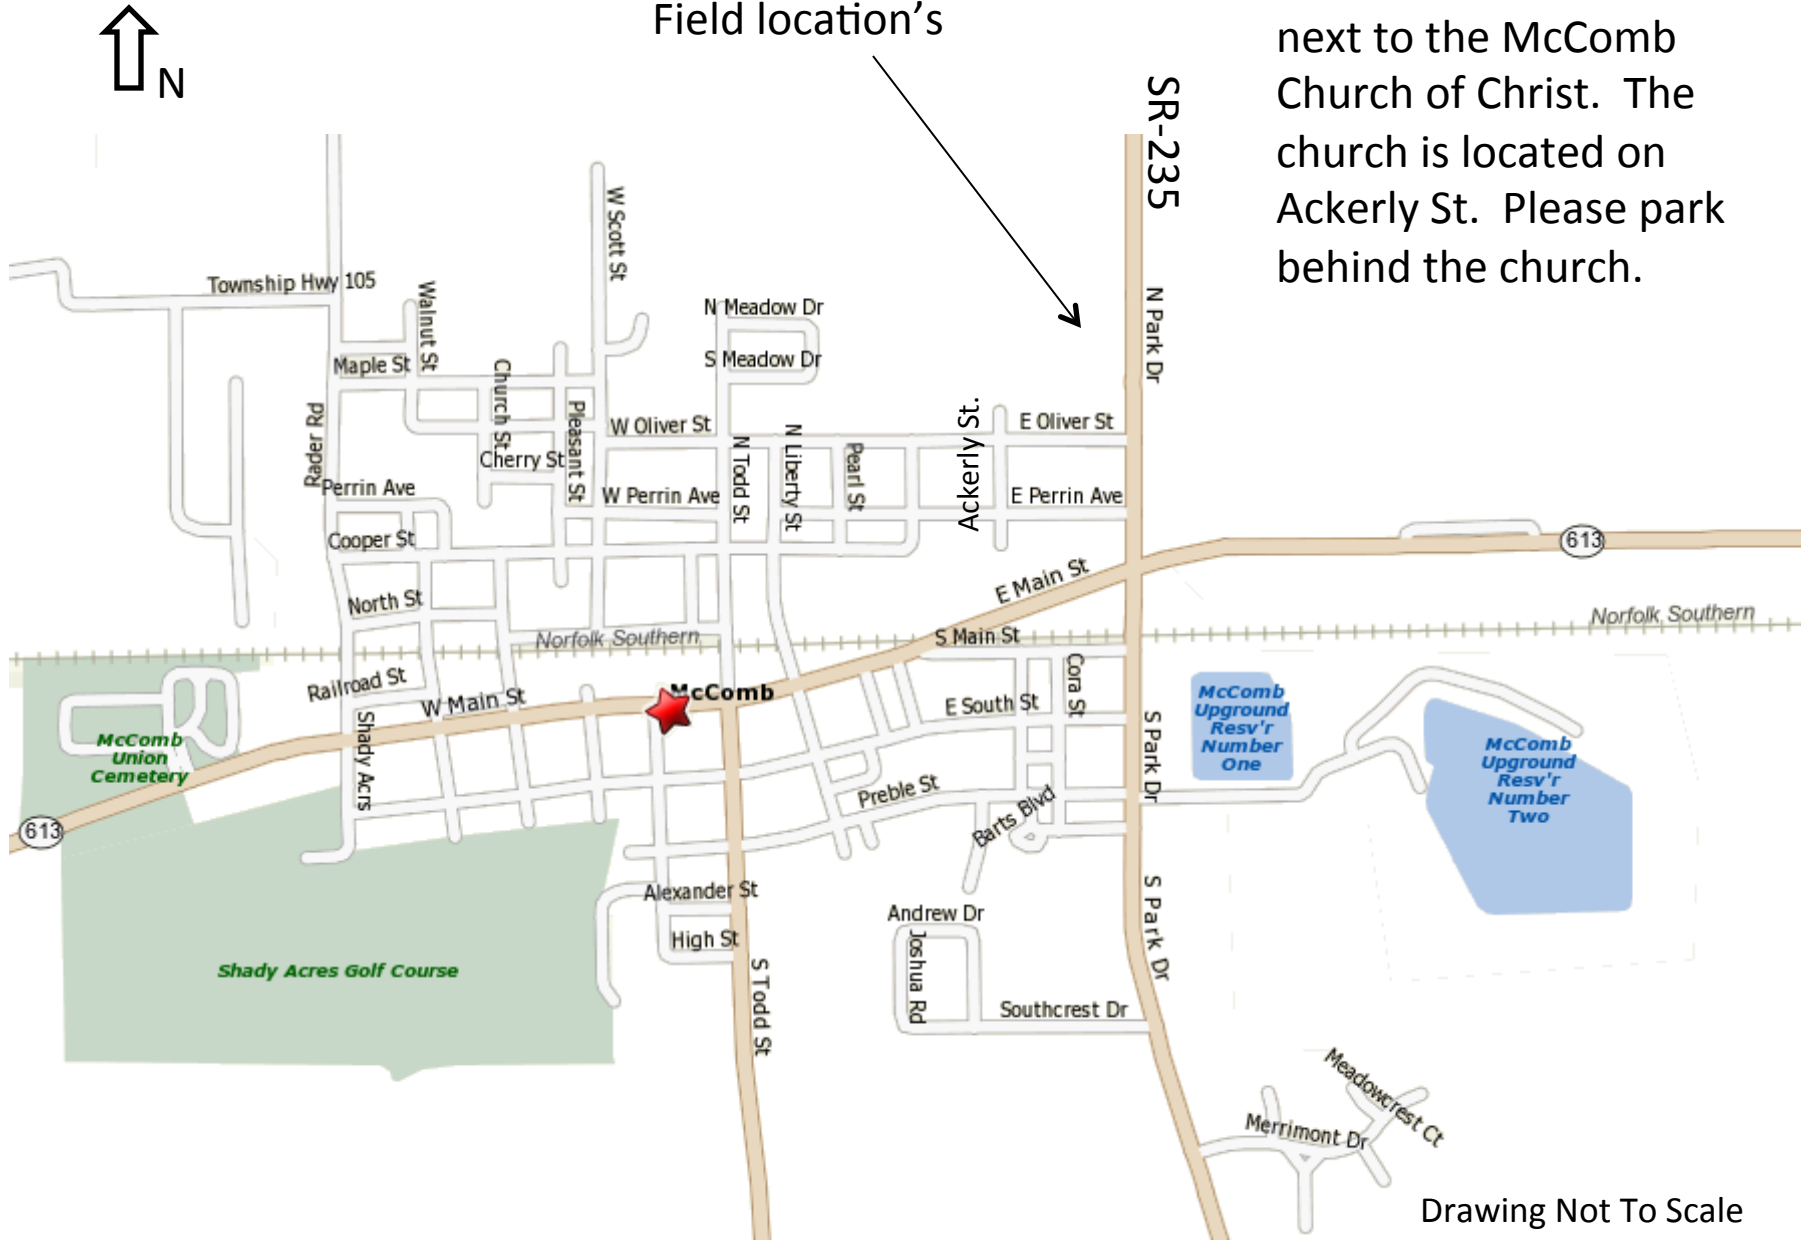 N
Field location's
next to the McComb
Church of Christ.  The
church is located on
Ackerly St.  Please park
behind the church.
SR-235
W Scott St
Township Hwy 105
Walnut St
N Meadow Dr
N Park Dr
Maple St
Church St
S Meadow Dr
Rader Rd
Pleasant St
W Oliver St
N Todd St
N Liberty St
Pearl St
Ackerly St.
E Oliver St
Cherry St
Perrin Ave
W Perrin Ave
E Perrin Ave
Cooper St
613
E Main St
North St
Norfolk Southern
S Main St
Norfolk Southern
Railroad St
W Main St
McComb
Cora St
E South St
McComb
Upground
Resv'r
Number
One
Shady Acrs
McComb
Union
Cemetery
S Park Dr
McComb
Upground
Resv'r
Number
Two
Preble St
Barts Blvd
613
Alexander St
S Park Dr
Andrew Dr
High St
Joshua Rd
Shady Acres Golf Course
S Todd St
Southcrest Dr
Meadowcrest Ct
Merrimont Dr
Drawing Not To Scale